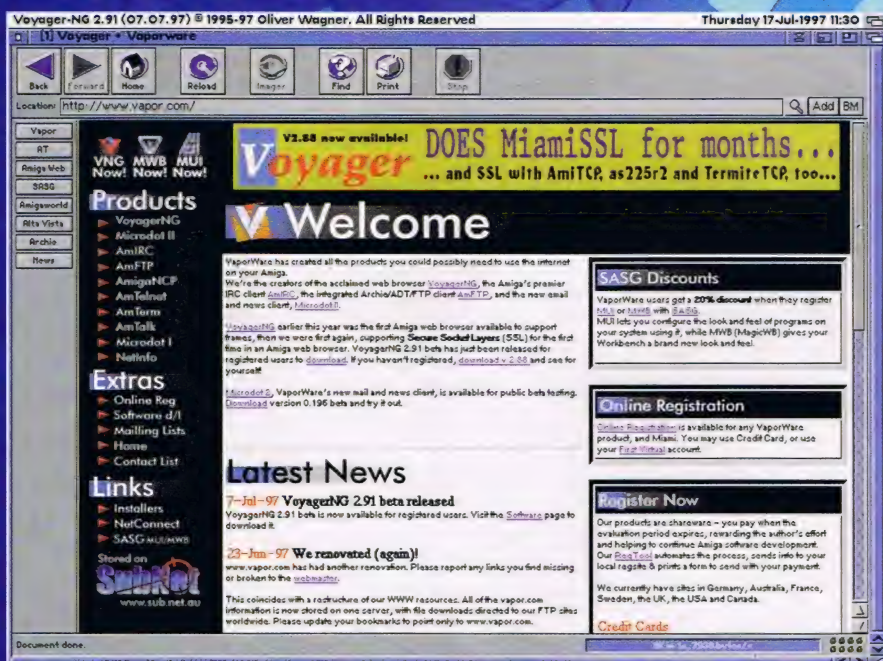 Voyager-NG 2.91 (07.07.97) © 1995-97 Oliver Wagner. All Rights Reserved
Thursday 17-Jul-1997 11:30
[1] Voyager • Vaporware
Back
Forward
Home
Reload
Images
Find
Print
Stop
Location: http://www.vapor.com/
Add
BM
Vapor
AT
Amiga Web
SASG
Amigaworld
Alta Vista
Archie
News
VNG MWB MUI
Now! Now! Now!
Products
VoyagerNG
Microdot II
AmIRC
AmFTP
AmigaNCP
AmTelnet
AmTerm
AmTalk
Microdot I
NetInfo
Extras
Online Reg
Software d/l
Mailling Lists
Home
Contact List
Links
Installers
NetConnect
SASG MUI/MWB
Stored on
SubNet
www.sub.net.au
V2.88 now available!
Voyager
DOES MiamiSSL for months...
... and SSL with AmiTCP, as225r2 and TermiteTCP, too...
Welcome
VaporWare has created all the products you could possibly need to use the internet
on your Amiga.
We're the creators of the acclaimed web browser VoyagerNG, the Amiga's premier
IRC client AmIRC, the integrated Archie/ADT/FTP client AmFTP, and the new email
and news client, Microdot II.
VoyagerNG earlier this year was the first Amiga web browser available to support
frames, then we were first again, supporting Secure Socket Layers (SSL) for the first
time in an Amiga web browser. VoyagerNG 2.91 beta has just been released for
registered users to download. If you haven't registered, download v 2.88 and see for
yourself!
Microdot 2, VaporWare's new mail and news client, is available for public beta testing.
Download version 0.196 beta and try it out.
Latest News
7-Jul-97 VoyagerNG 2.91 beta released
VoyagerNG 2.91 beta is now available for registered users. Visit the Software page to
download it.
23-Jun-97 We renovated (again)!
www.vapor.com has had another renovation. Please report any links you find missing
or broken to the webmaster.
This coincides with a restructure of our WWW resources. All of the vapor.com
information is now stored on one server, with file downloads directed to our FTP sites
worldwide. Please update your bookmarks to point only to www.vapor.com.
SASG Discounts
VaporWare users get a 20% discount when they register
MUI or MWB with SASG.
MUI lets you configure the look and feel of programs on
your system using it, while MWB (MagicWB) gives your
Workbench a brand new look and feel.
Online Registration
Online Registration is available for any VaporWare
product, and Miami. You may use Credit Card, or use
your First Virtual account.
Register Now
Our products are shareware - you pay when the
evaluation period expires, rewarding the author's effort
and helping to continue Amiga software development.
Our RegTool automates the process, sends info to your
local regsite & prints a form to send with your payment.
We currently have sites in Germany, Australia, France,
Sweden, the UK, the USA and Canada.
Credit Cards
Document done.